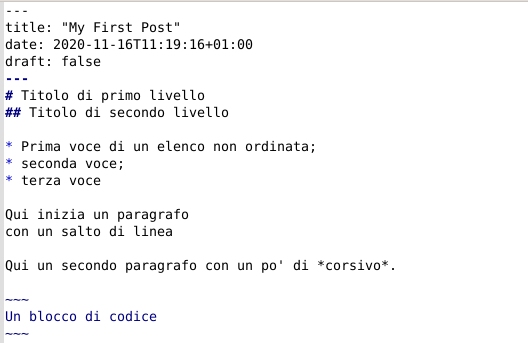 ---
title: "My First Post"
date: 2020-11-16T11:19:16+01:00
draft: false
---
# Titolo di primo livello
## Titolo di secondo livello
* Prima voce di un elenco non ordinata;
* seconda voce;
* terza voce
Qui inizia un paragrafo
con un salto di linea
Qui un secondo paragrafo con un po' di *corsivo*.
~~~
Un blocco di codice
~~~